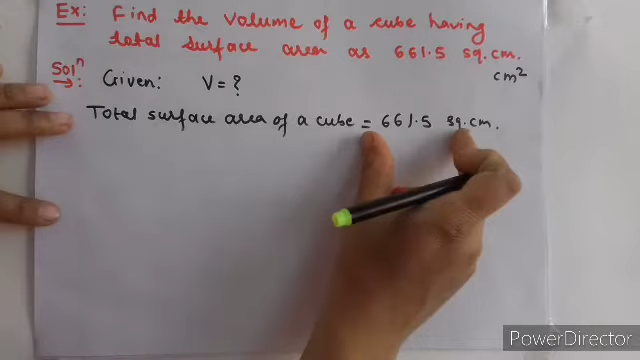 Ex: Find the volume of a cube having
total surface area as 661.5 sq.cm.
cm²
Solⁿ: Given: V = ?
Total surface area of a cube = 661.5 sq.cm.
PowerDirector